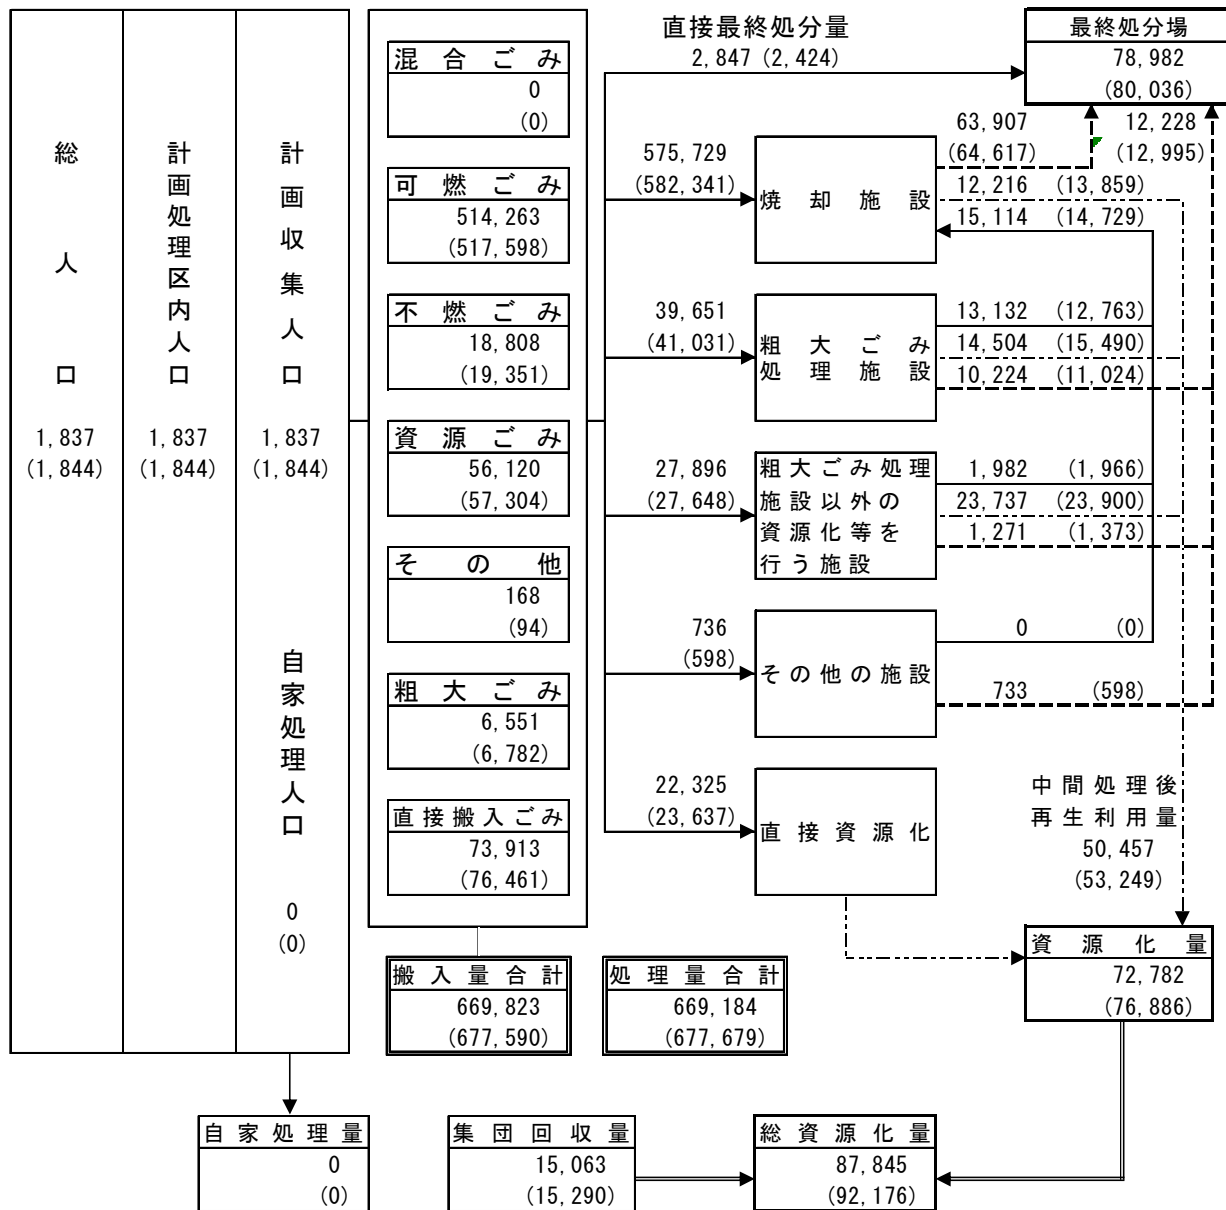 総人口
1,837
(1,844)
計画処理区内人口
1,837
(1,844)
計画収集人口
1,837
(1,844)
自家処理人口
0
(0)
混合ごみ
0
(0)
可燃ごみ
514,263
(517,598)
不燃ごみ
18,808
(19,351)
資源ごみ
56,120
(57,304)
その他
168
(94)
粗大ごみ
6,551
(6,782)
直接搬入ごみ
73,913
(76,461)
搬入量合計
669,823
(677,590)
処理量合計
669,184
(677,679)
直接最終処分量
2,847 (2,424)
最終処分場
78,982
(80,036)
575,729
(582,341)
焼却施設
63,907
(64,617)
12,228
(12,995)
12,216 (13,859)
15,114 (14,729)
39,651
(41,031)
粗大ごみ
処理施設
13,132 (12,763)
14,504 (15,490)
10,224 (11,024)
27,896
(27,648)
粗大ごみ処理
施設以外の
資源化等を
行う施設
1,982 (1,966)
23,737 (23,900)
1,271 (1,373)
736
(598)
その他の施設
0 (0)
733 (598)
22,325
(23,637)
直接資源化
中間処理後
再生利用量
50,457
(53,249)
資源化量
72,782
(76,886)
自家処理量
0
(0)
集団回収量
15,063
(15,290)
総資源化量
87,845
(92,176)